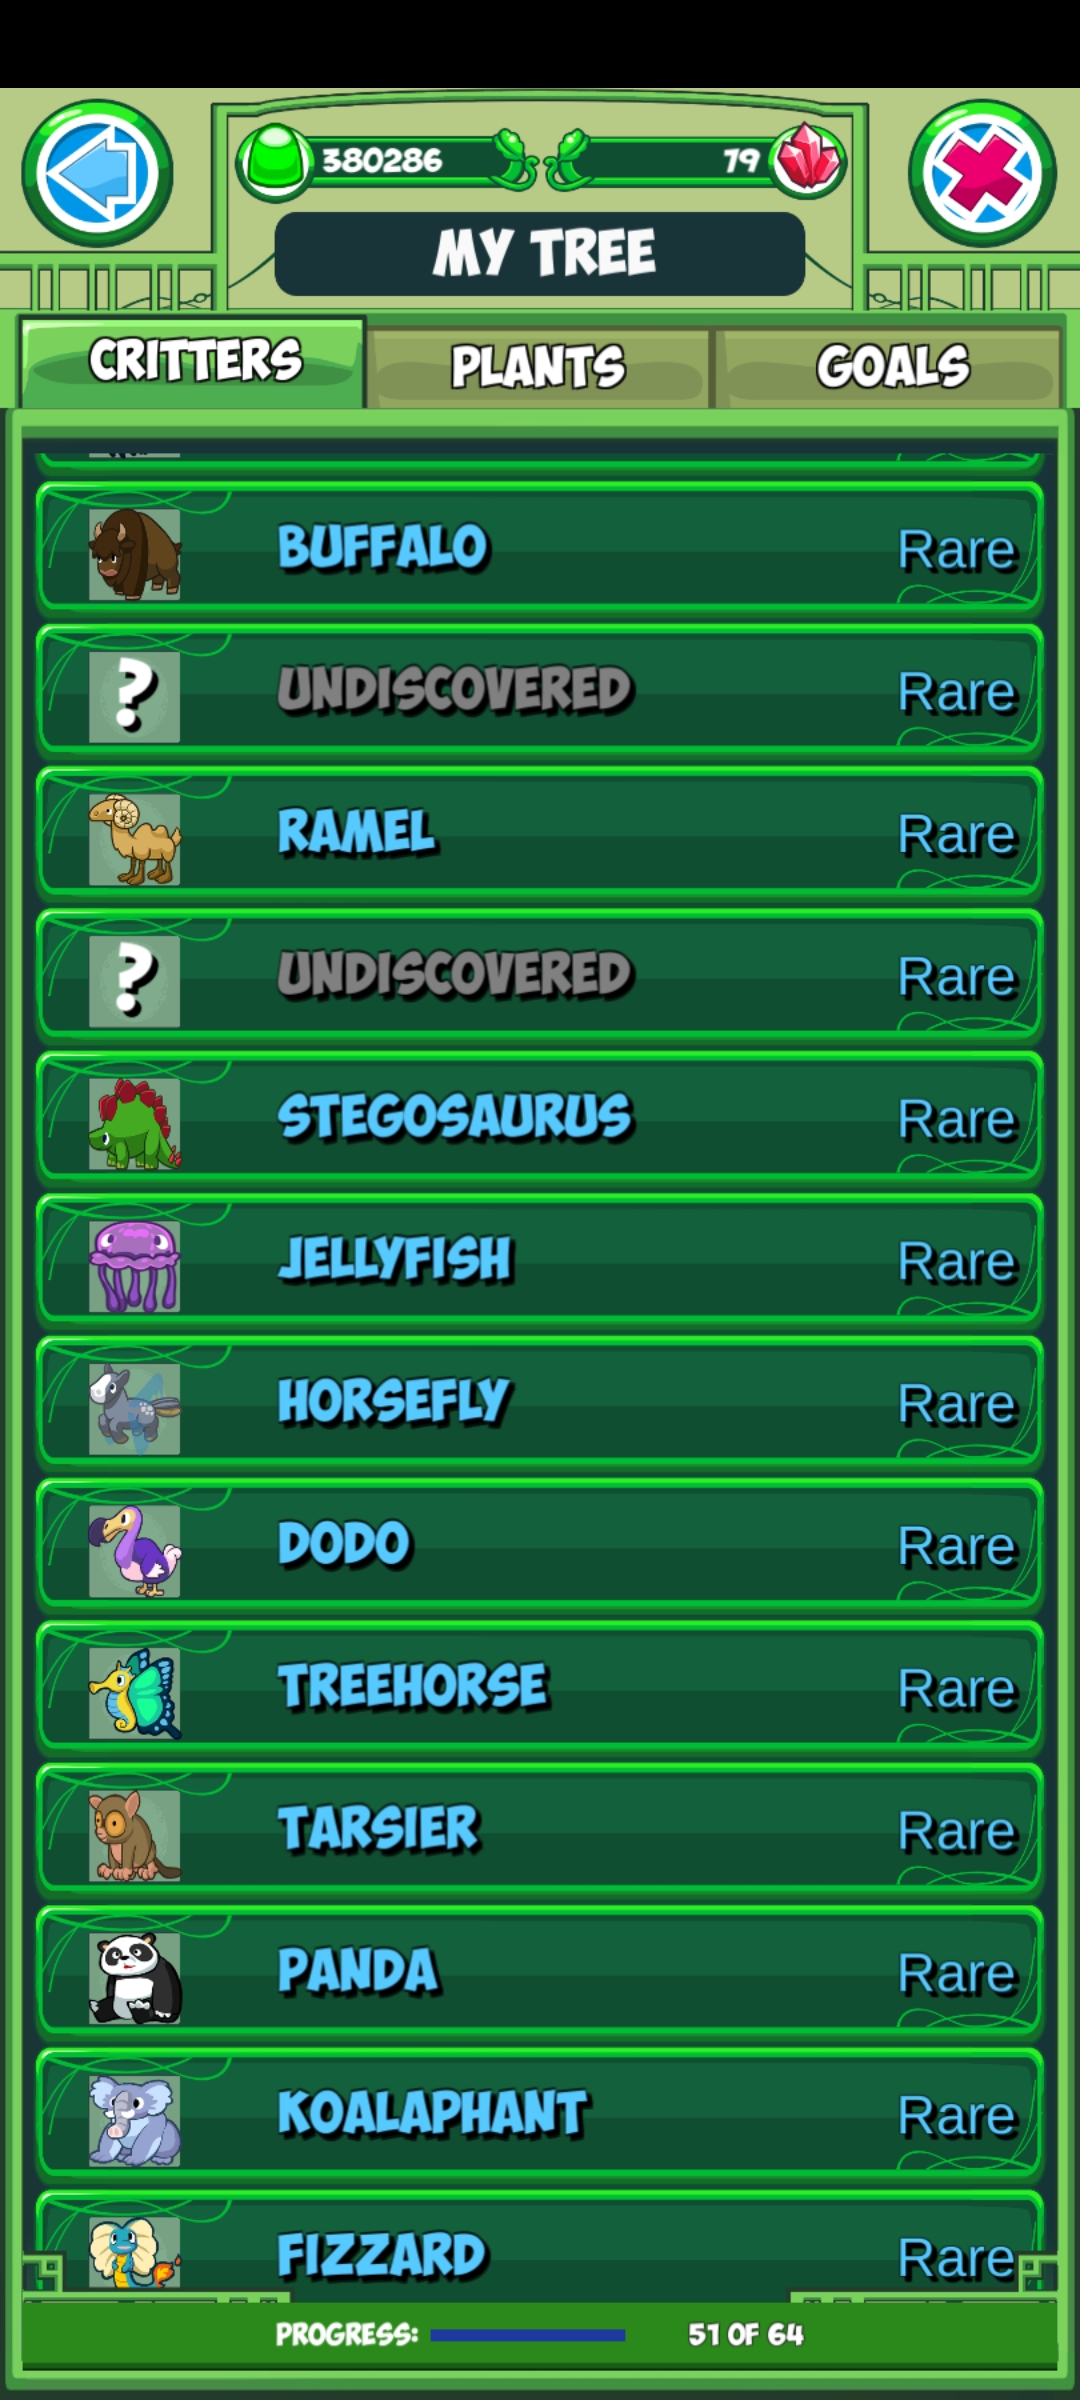 380286
79
MY TREE
CRITTERS
PLANTS
GOALS
BUFFALO
Rare
?
UNDISCOVERED
Rare
RAMEL
Rare
?
UNDISCOVERED
Rare
STEGOSAURUS
Rare
JELLYFISH
Rare
HORSEFLY
Rare
DODO
Rare
TREEHORSE
Rare
TARSIER
Rare
PANDA
Rare
KOALAPHANT
Rare
FIZZARD
Rare
PROGRESS:
51 OF 64